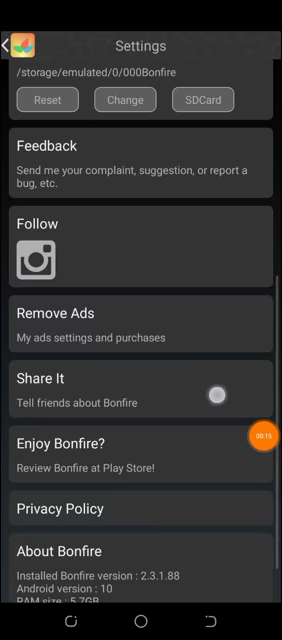 Settings
/storage/emulated/0/000Bonfire
Reset Change SDCard
Feedback
Send me your complaint, suggestion, or report a
bug, etc.
Follow
Remove Ads
My ads settings and purchases
Share It
Tell friends about Bonfire
00:15
Enjoy Bonfire?
Review Bonfire at Play Store!
Privacy Policy
About Bonfire
Installed Bonfire version : 2.3.1.88
Android version : 10
RAM size : 5.7GB